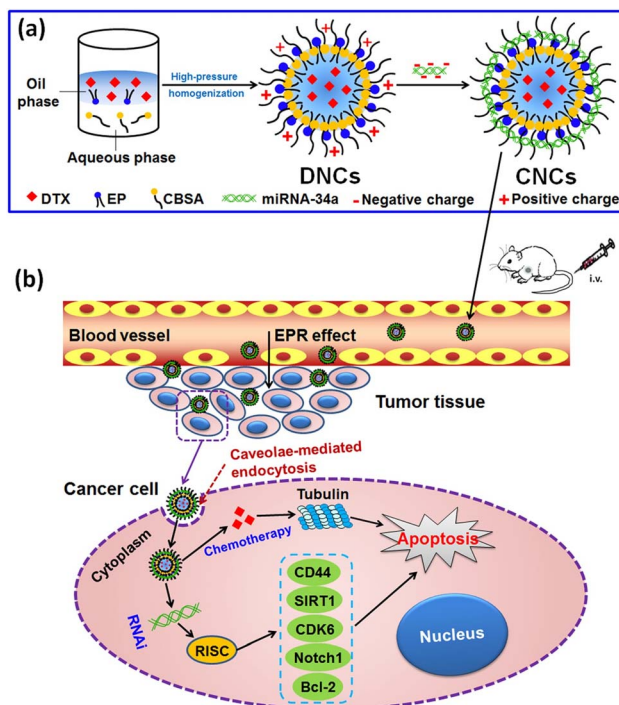 (a)
Oil
phase
Aqueous phase
High-pressure
homogenization
DNCs
CNCs
DTX
EP
CBSA
miRNA-34a
- Negative charge
+ Positive charge
(b)
i.v.
Blood vessel
EPR effect
Tumor tissue
Caveolae-mediated
endocytosis
Cancer cell
Cytoplasm
Chemotherapy
Tubulin
Apoptosis
RNAi
RISC
CD44
SIRT1
CDK6
Notch1
Bcl-2
Nucleus